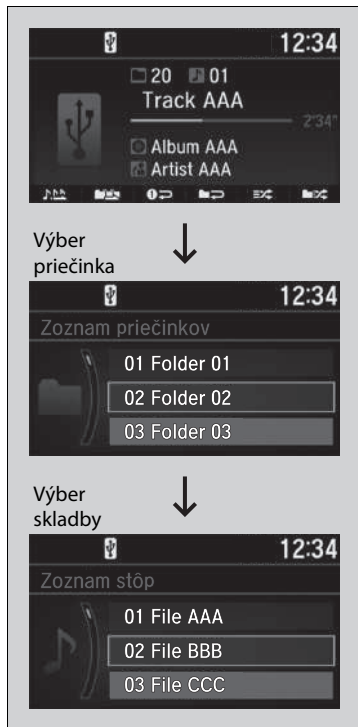 12:34
20 01
Track AAA
2'34"
Album AAA
Artist AAA
Výber
priečinka
12:34
Zoznam priečinkov
01 Folder 01
02 Folder 02
03 Folder 03
Výber
skladby
12:34
Zoznam stôp
01 File AAA
02 File BBB
03 File CCC